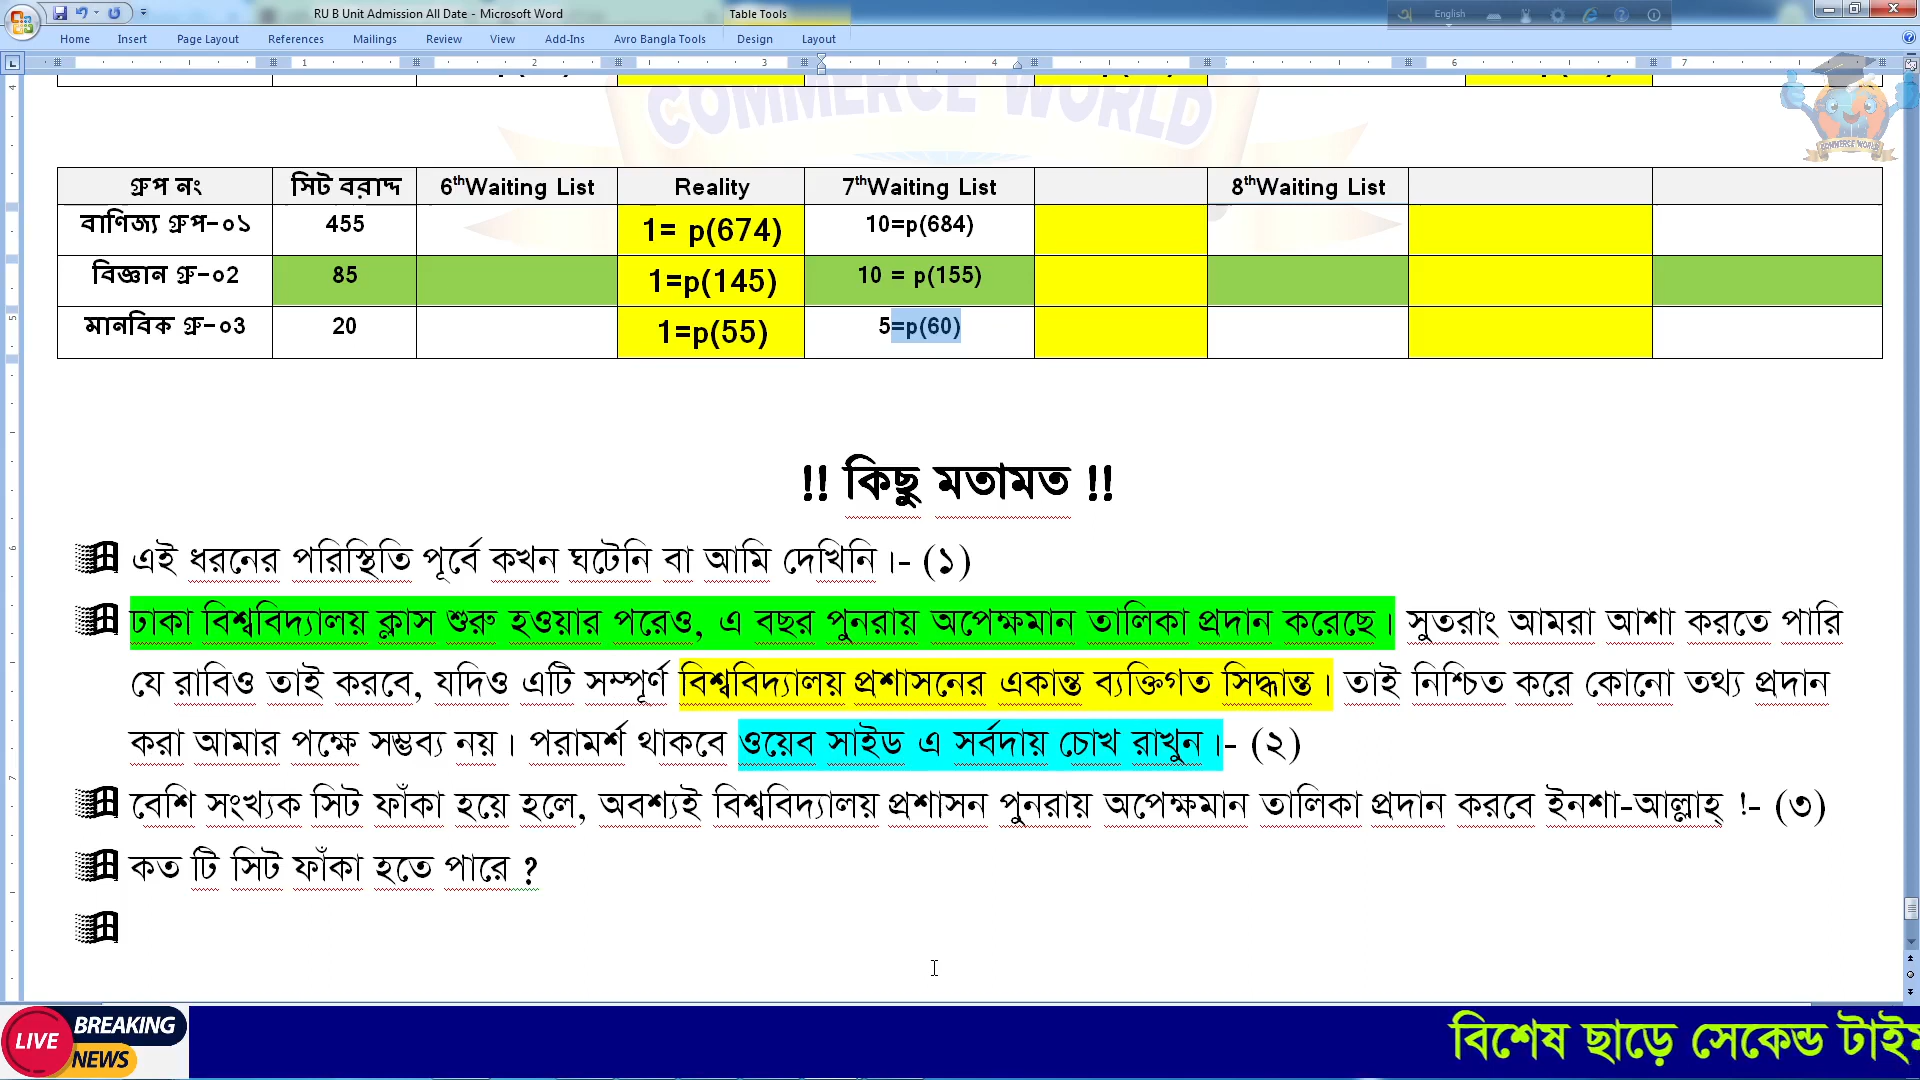 RU B Unit Admission All Date - Microsoft Word
Table Tools
English
Home Insert Page Layout References Mailings Review View Add-Ins Avro Bangla Tools Design Layout
COMMERCE WORLD
COMMERCE WORLD
গ্রুপ নং সিট বরাদ্দ 6thWaiting List Reality 7thWaiting List 8thWaiting List
বাণিজ্য গ্রুপ-০১ 455 1= p(674) 10=p(684)
বিজ্ঞান গ্রু-০2 85 1=p(145) 10 = p(155)
মানবিক গ্রু-০3 20 1=p(55) 5=p(60)
!! কিছু মতামত !!
এই ধরনের পরিস্থিতি পূর্বে কখন ঘটেনি বা আমি দেখিনি।- (১)
ঢাকা বিশ্ববিদ্যালয় ক্লাস শুরু হওয়ার পরেও, এ বছর পুনরায় অপেক্ষমান তালিকা প্রদান করেছে। সুতরাং আমরা আশা করতে পারি
যে রাবিও তাই করবে, যদিও এটি সম্পূর্ণ বিশ্ববিদ্যালয় প্রশাসনের একান্ত ব্যক্তিগত সিদ্ধান্ত। তাই নিশ্চিত করে কোনো তথ্য প্রদান
করা আমার পক্ষে সম্ভব্য নয়। পরামর্শ থাকবে ওয়েব সাইড এ সর্বদায় চোখ রাখুন।- (২)
বেশি সংখ্যক সিট ফাঁকা হয়ে হলে, অবশ্যই বিশ্ববিদ্যালয় প্রশাসন পুনরায় অপেক্ষমান তালিকা প্রদান করবে ইনশা-আল্লাহ্ !- (৩)
কত টি সিট ফাঁকা হতে পারে ?
LIVE BREAKING NEWS
বিশেষ ছাড়ে সেকেন্ড টাইম